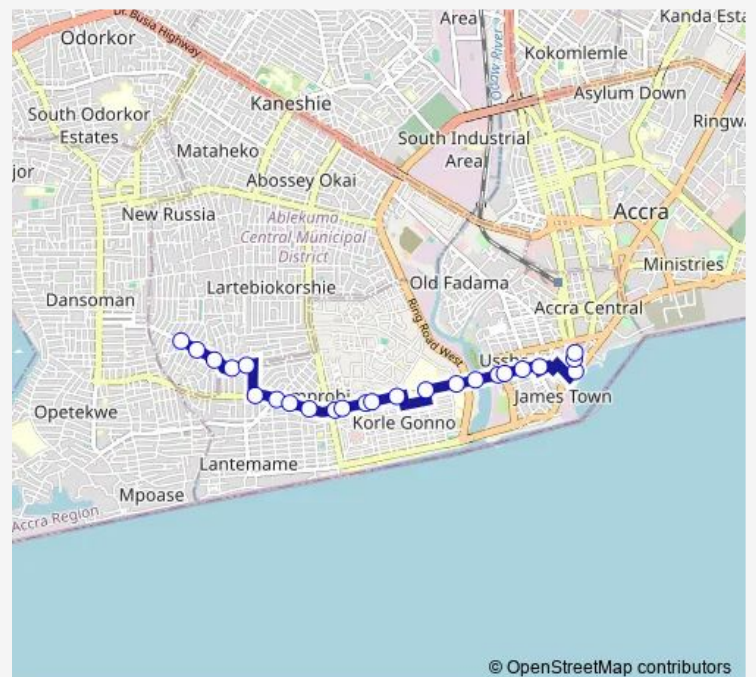 Area
Kanda Esta
Dr. Busia Highway
Odorkor
Kokomlemle
Odaw River
Asylum Down
Kaneshie
South Odorkor
Estates
Ringwa
South Industrial
Area
Mataheko
jor
Abossey Okai
New Russia
Accra
Ablekuma
Central Municipal
District
Ministries
Old Fadama
Lartebiokorshie
Dansoman
Accra Central
Ring Road West
Ussh
mprobi
James Town
Opetekwe
Korle Gonno
Lantemame
Mpoase
Accra Region
© OpenStreetMap contributors